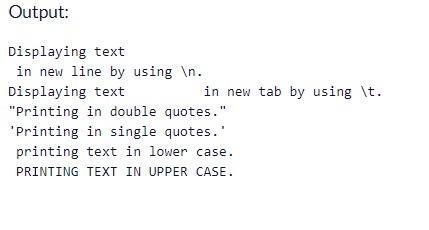 Output:
Displaying text
 in new line by using \n.
Displaying text          in new tab by using \t.
"Printing in double quotes."
'Printing in single quotes.'
 printing text in lower case.
 PRINTING TEXT IN UPPER CASE.